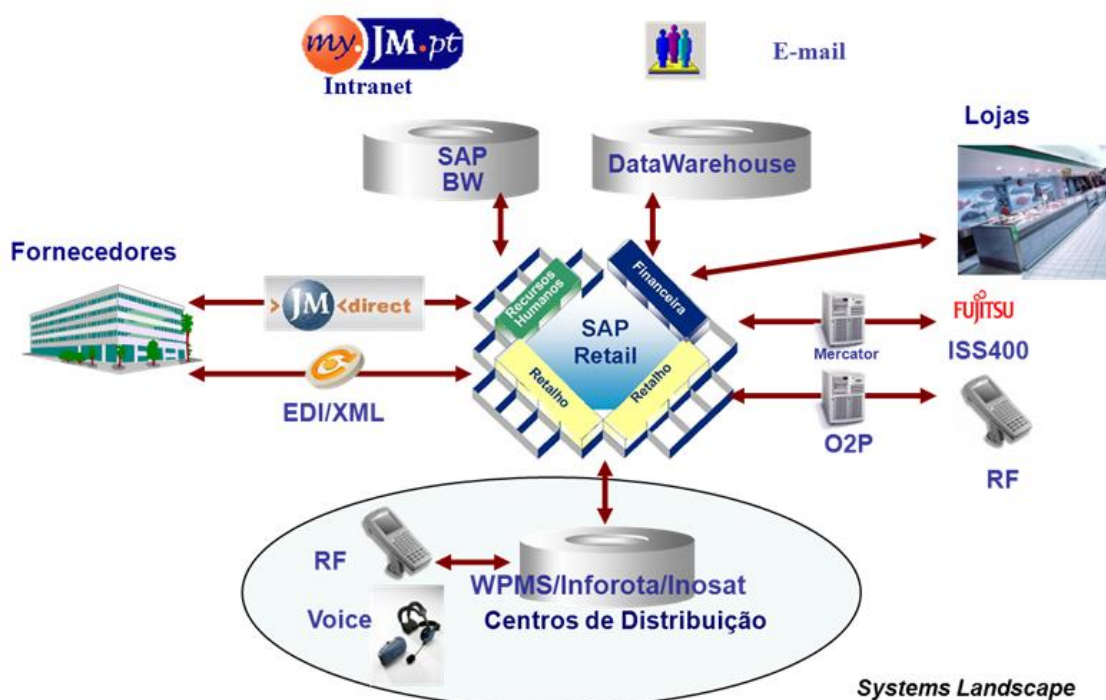 my.JM.pt
Intranet
E-mail
Lojas
SAP
BW
DataWarehouse
Fornecedores
>JM<direct
Recursos
Humanos
Financeira
SAP
Retail
Retalho
Retalho
EDI/XML
Mercator
FUJITSU
ISS400
O2P
RF
RF
Voice
WPMS/Inforota/Inosat
Centros de Distribuição
Systems Landscape